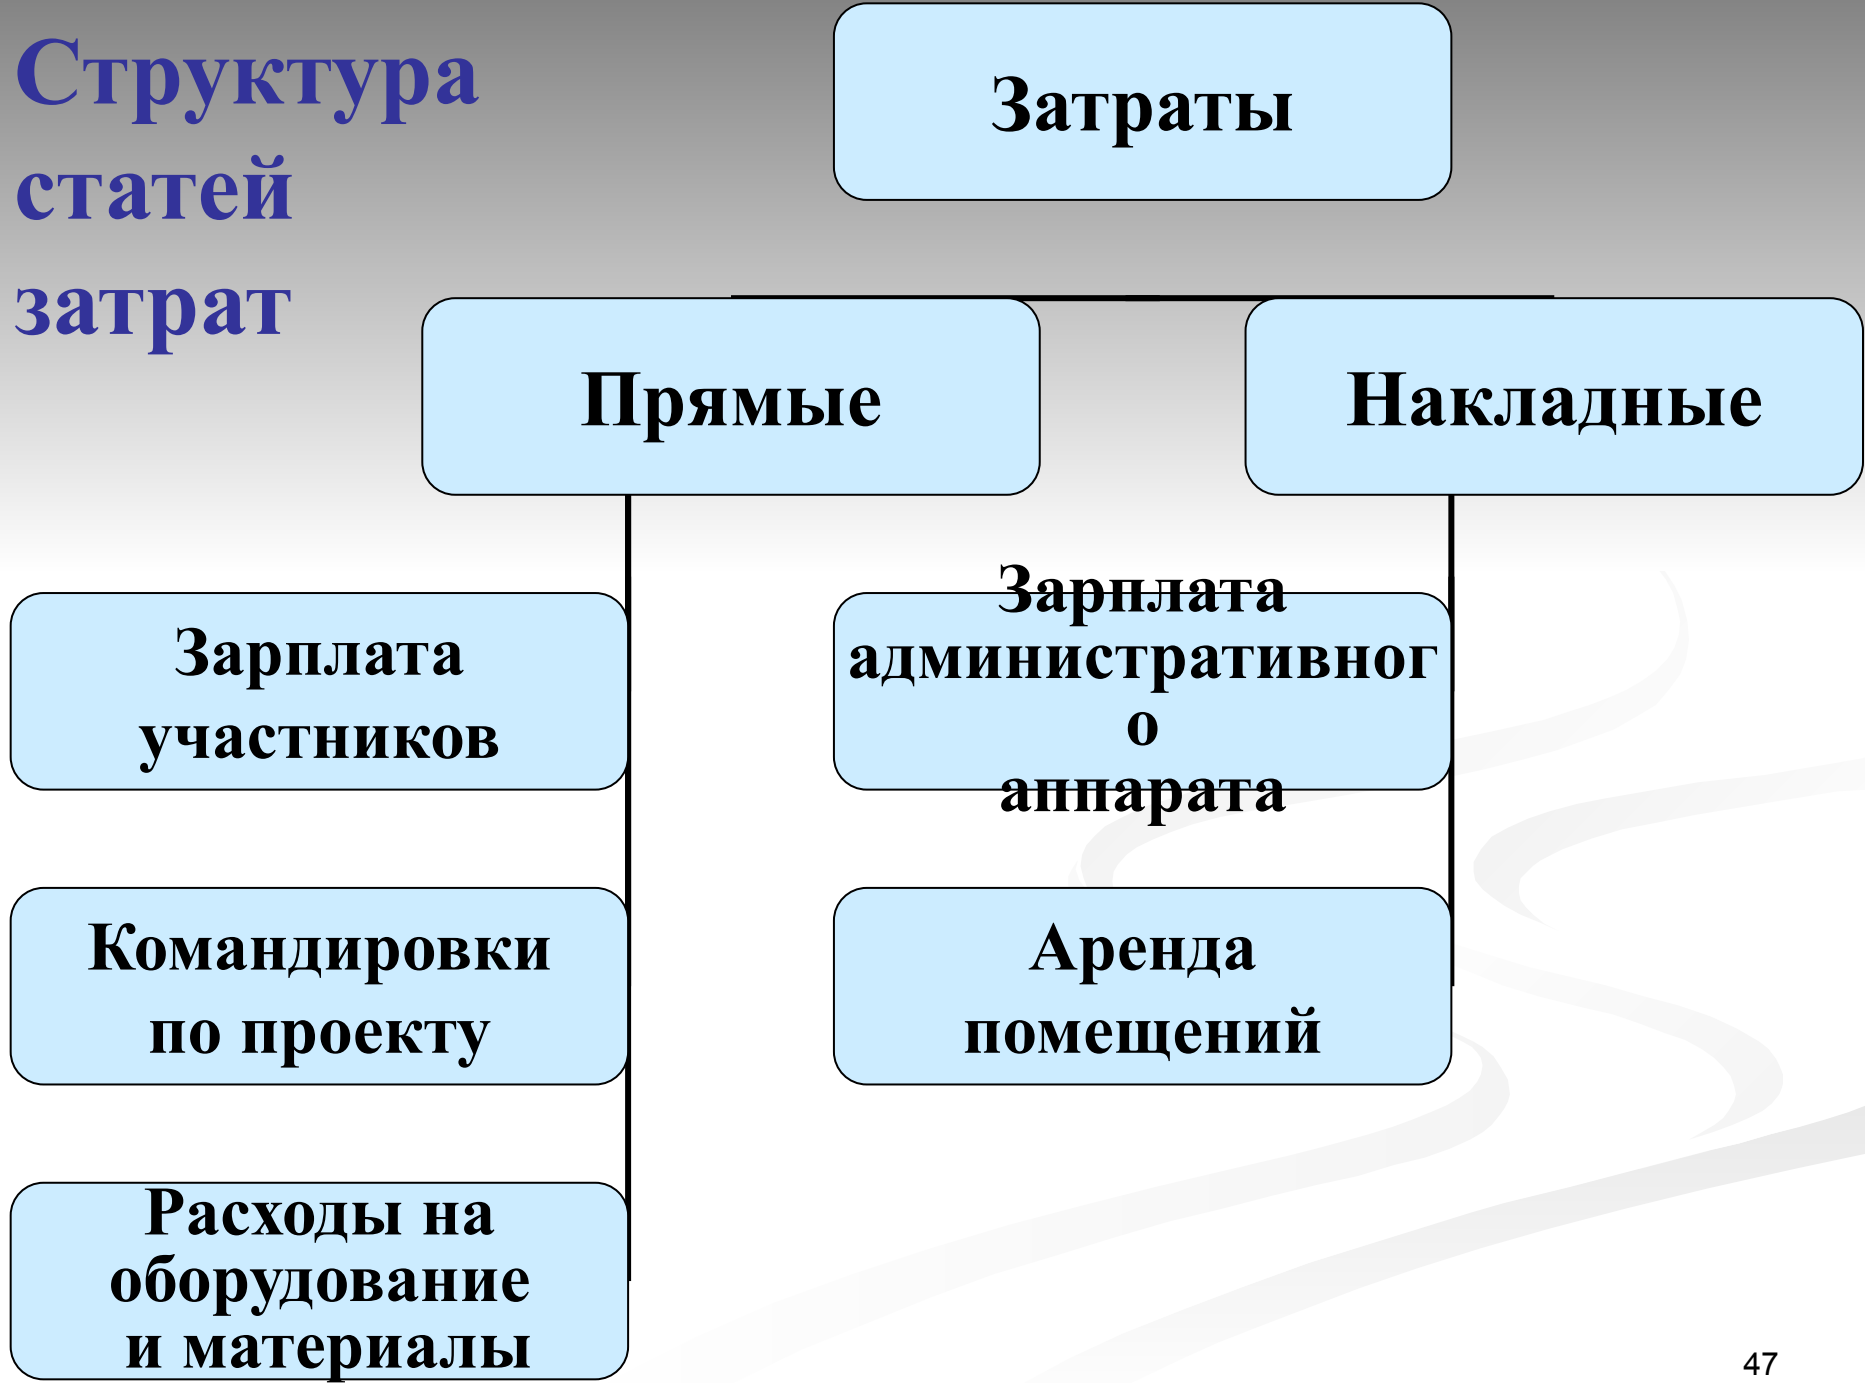 Структура
статей
затрат
Затраты
Прямые
Накладные
Зарплата
участников
Командировки
по проекту
Расходы на
оборудование
и материалы
Зарплата
административног
о
аппарата
Аренда
помещений
47